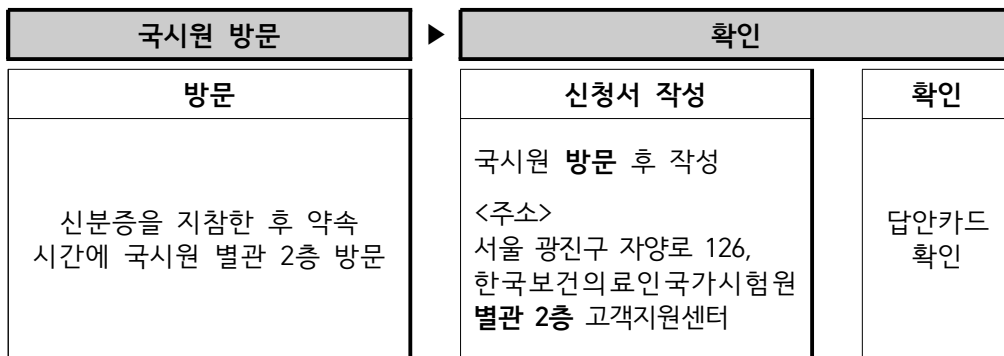 국시원 방문 ▶ 확인
방문
신분증을 지참한 후 약속
시간에 국시원 별관 2층 방문
신청서 작성
국시원 방문 후 작성
<주소>
서울 광진구 자양로 126,
한국보건의료인국가시험원
별관 2층 고객지원센터
확인
답안카드
확인